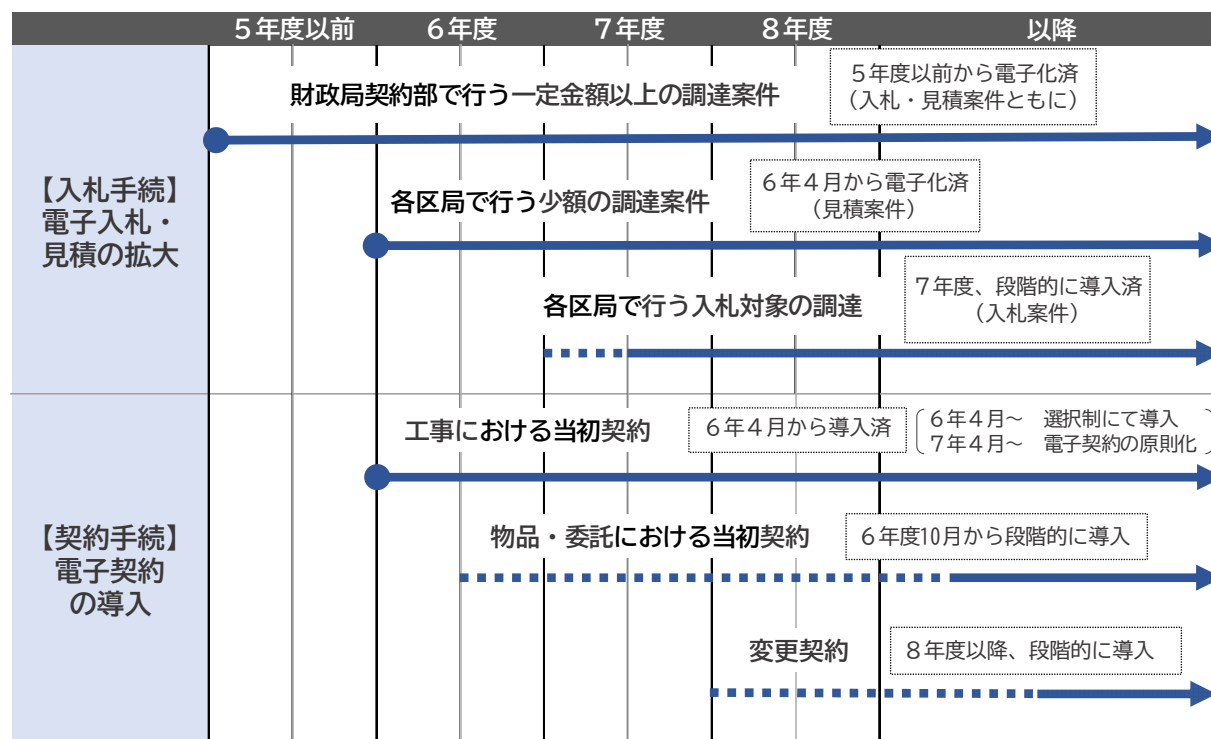 ５年度以前 ６年度 ７年度 ８年度 以降
【入札手続】
電子入札・
見積の拡大
財政局契約部で行う一定金額以上の調達案件
５年度以前から電子化済
（入札・見積案件ともに）
各区局で行う少額の調達案件
６年４月から電子化済
（見積案件）
各区局で行う入札対象の調達
７年度、段階的に導入済
（入札案件）
【契約手続】
電子契約
の導入
工事における当初契約
６年４月から導入済
６年４月～　選択制にて導入
７年４月～　電子契約の原則化
物品・委託における当初契約
６年度10月から段階的に導入
変更契約
８年度以降、段階的に導入